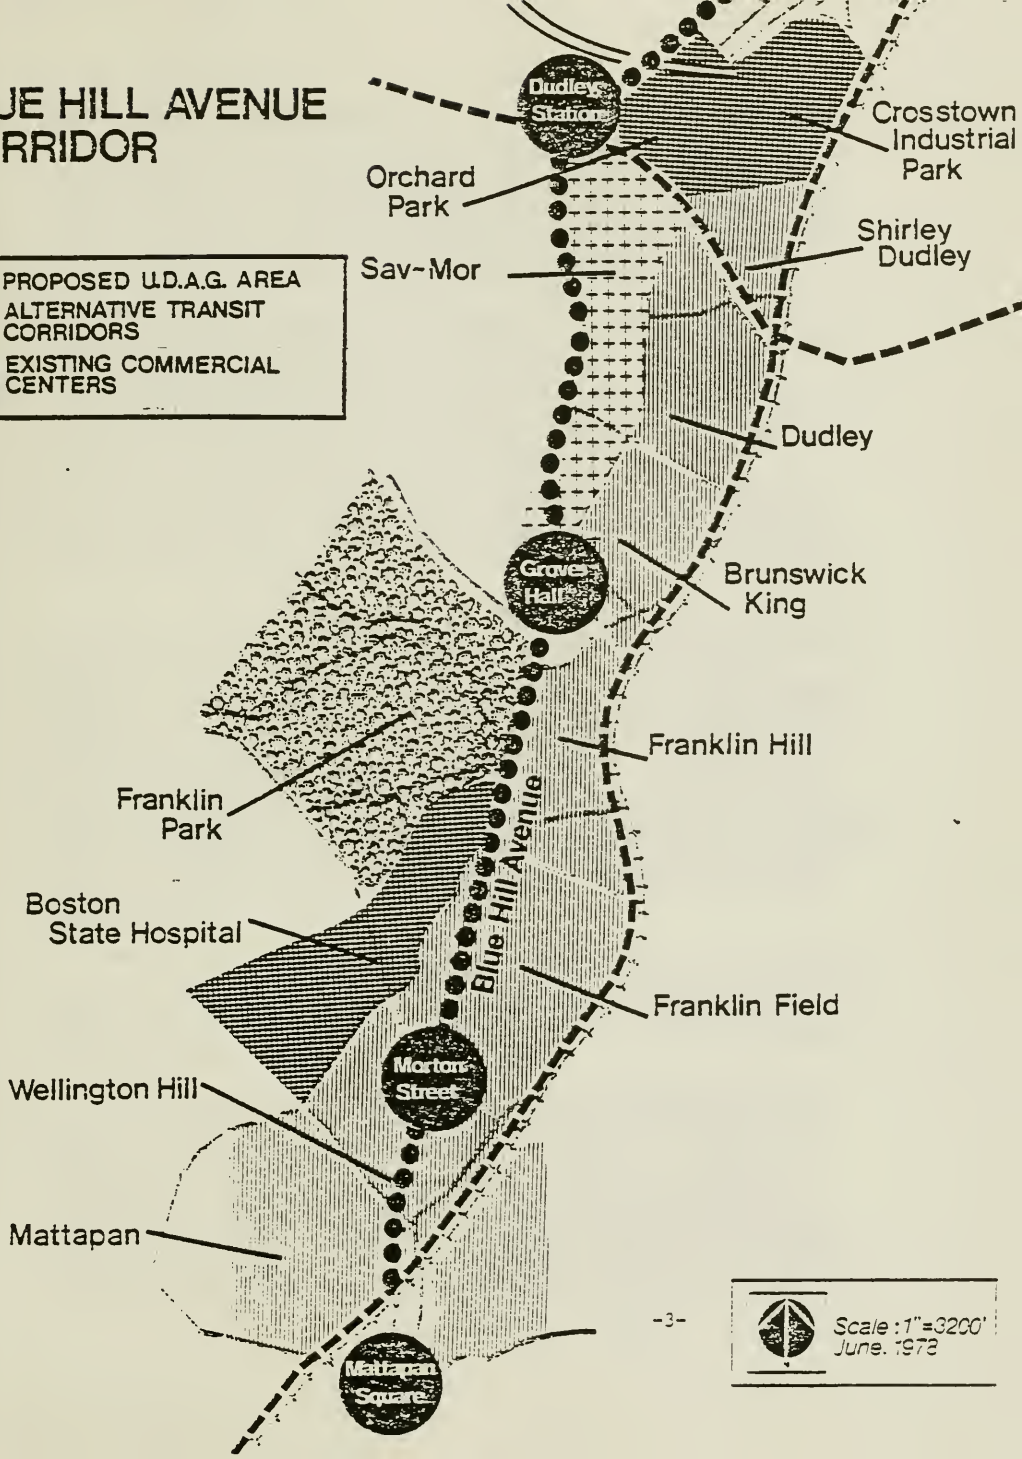 UE HILL AVENUE
RRIDOR
PROPOSED U.D.A.G. AREA
ALTERNATIVE TRANSIT
CORRIDORS
EXISTING COMMERCIAL
CENTERS
Dudley
Station
Crosstown
Industrial
Park
Orchard
Park
Shirley
Dudley
Sav-Mor
Dudley
Grove
Hall
Brunswick
King
Franklin Hill
Franklin
Park
Blue Hill Avenue
Boston
State Hospital
Franklin Field
Morton
Street
Wellington Hill
Mattapan
Mattapan
Square
-3-
Scale : 1"=3200'
June.